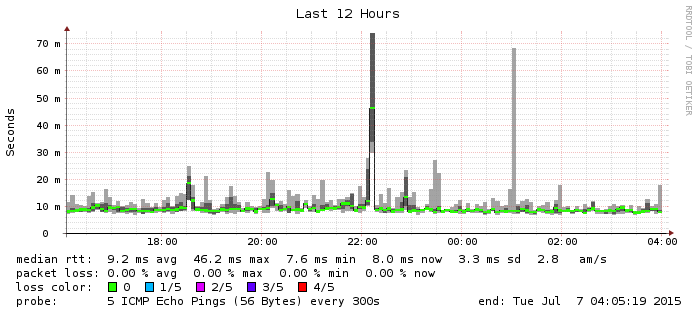 Last 12 Hours
RRDTOOL / TOBI OETIKER
Seconds
70 m
60 m
50 m
40 m
30 m
20 m
10 m
0
18:00 20:00 22:00 00:00 02:00 04:00
median rtt: 9.2 ms avg 46.2 ms max 7.6 ms min 8.0 ms now 3.3 ms sd 2.8 am/s
packet loss: 0.00 % avg 0.00 % max 0.00 % min 0.00 % now
loss color: 0 1/5 2/5 3/5 4/5
probe: 5 ICMP Echo Pings (56 Bytes) every 300s end: Tue Jul 7 04:05:19 2015